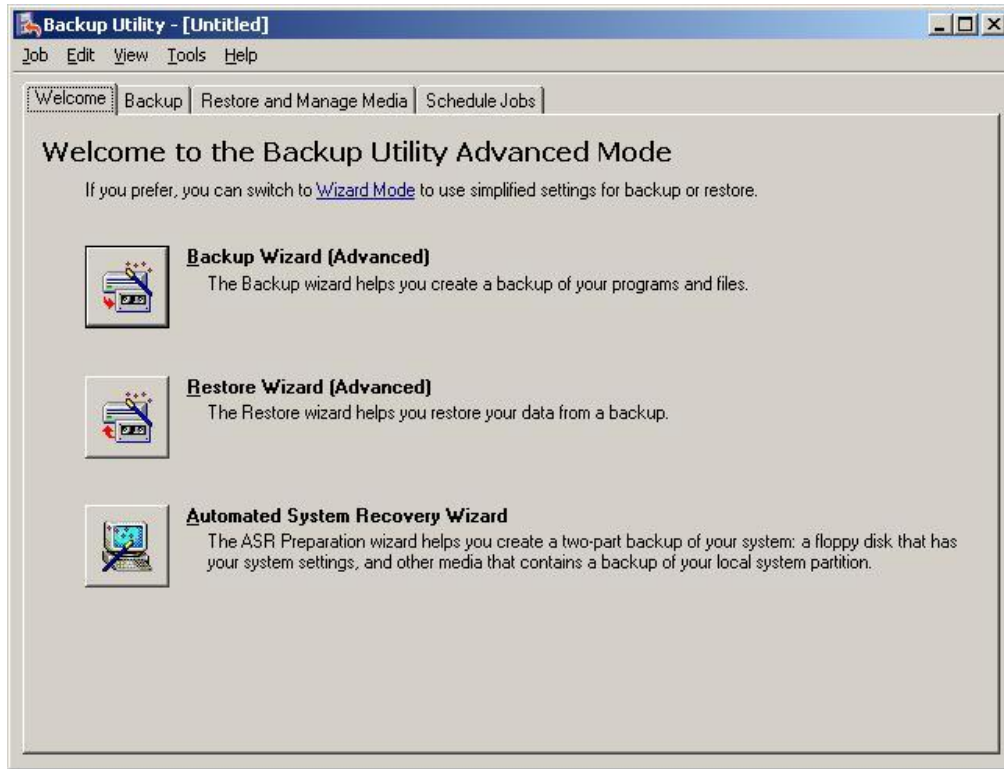 Backup Utility - [Untitled]
Job Edit View Tools Help
Welcome Backup Restore and Manage Media Schedule Jobs
Welcome to the Backup Utility Advanced Mode
If you prefer, you can switch to Wizard Mode to use simplified settings for backup or restore.
Backup Wizard (Advanced)
The Backup wizard helps you create a backup of your programs and files.
Restore Wizard (Advanced)
The Restore wizard helps you restore your data from a backup.
Automated System Recovery Wizard
The ASR Preparation wizard helps you create a two-part backup of your system: a floppy disk that has
your system settings, and other media that contains a backup of your local system partition.